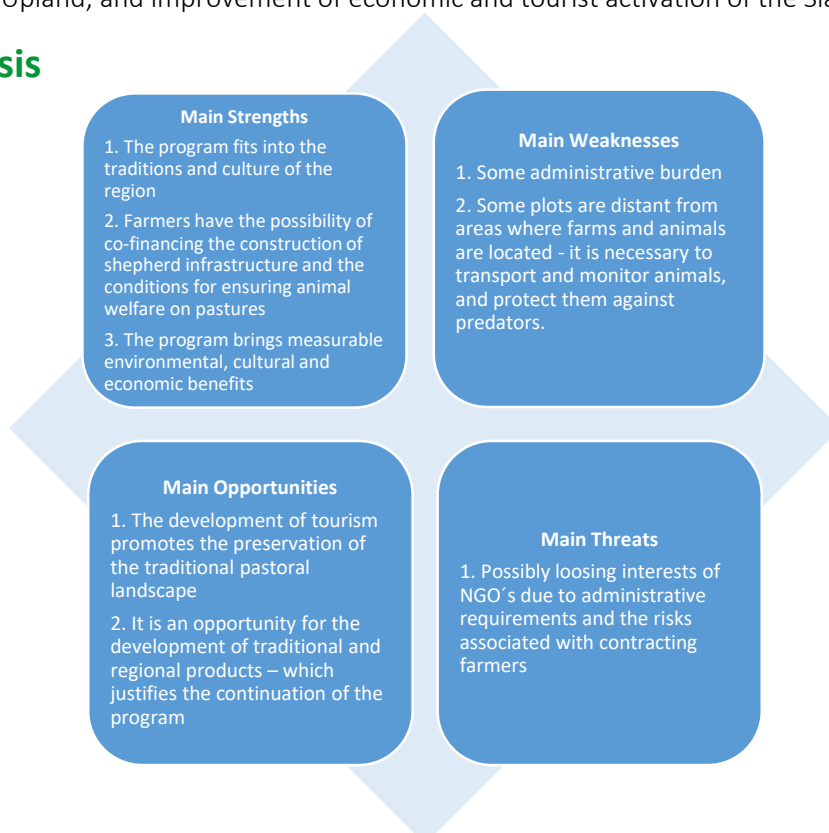 Upland, and improvement of economic and tourist activation of the
sis
Main Strengths
1. The program fits into the
traditions and culture of the
region
2. Farmers have the possibility of
co-financing the construction of
shepherd infrastructure and the
conditions for ensuring animal
welfare on pastures
3. The program brings measurable
environmental, cultural and
economic benefits
Main Weaknesses
1. Some administrative burden
2. Some plots are distant from
areas where farms and animals
are located - it is necessary to
transport and monitor animals,
and protect them against
predators.
Main Opportunities
1. The development of tourism
promotes the preservation of
the traditional pastoral
landscape
2. It is an opportunity for the
development of traditional and
regional products – which
justifies the continuation of the
program
Main Threats
1. Possibly loosing interests of
NGO´s due to administrative
requirements and the risks
associated with contracting
farmers